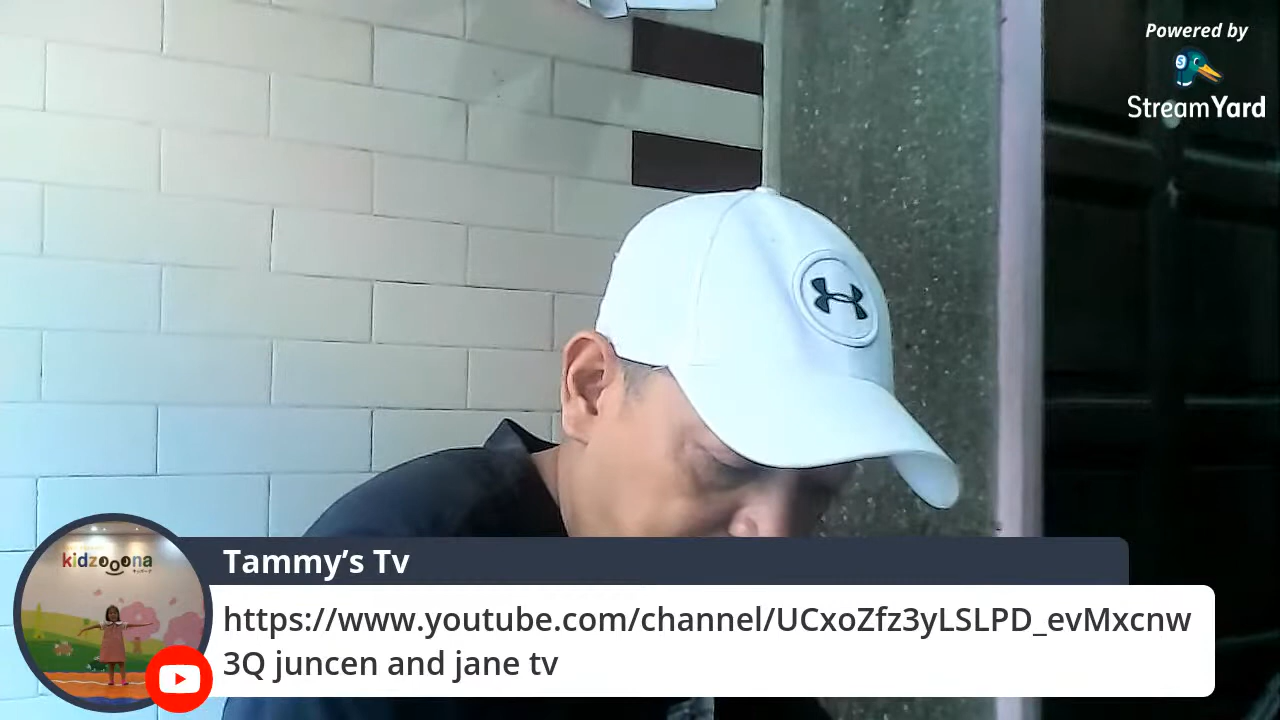 Powered by
StreamYard
kidzooona
Tammy's Tv
https://www.youtube.com/channel/UCxoZfz3yLSLPD_evMxcnw
3Q juncen and jane tv